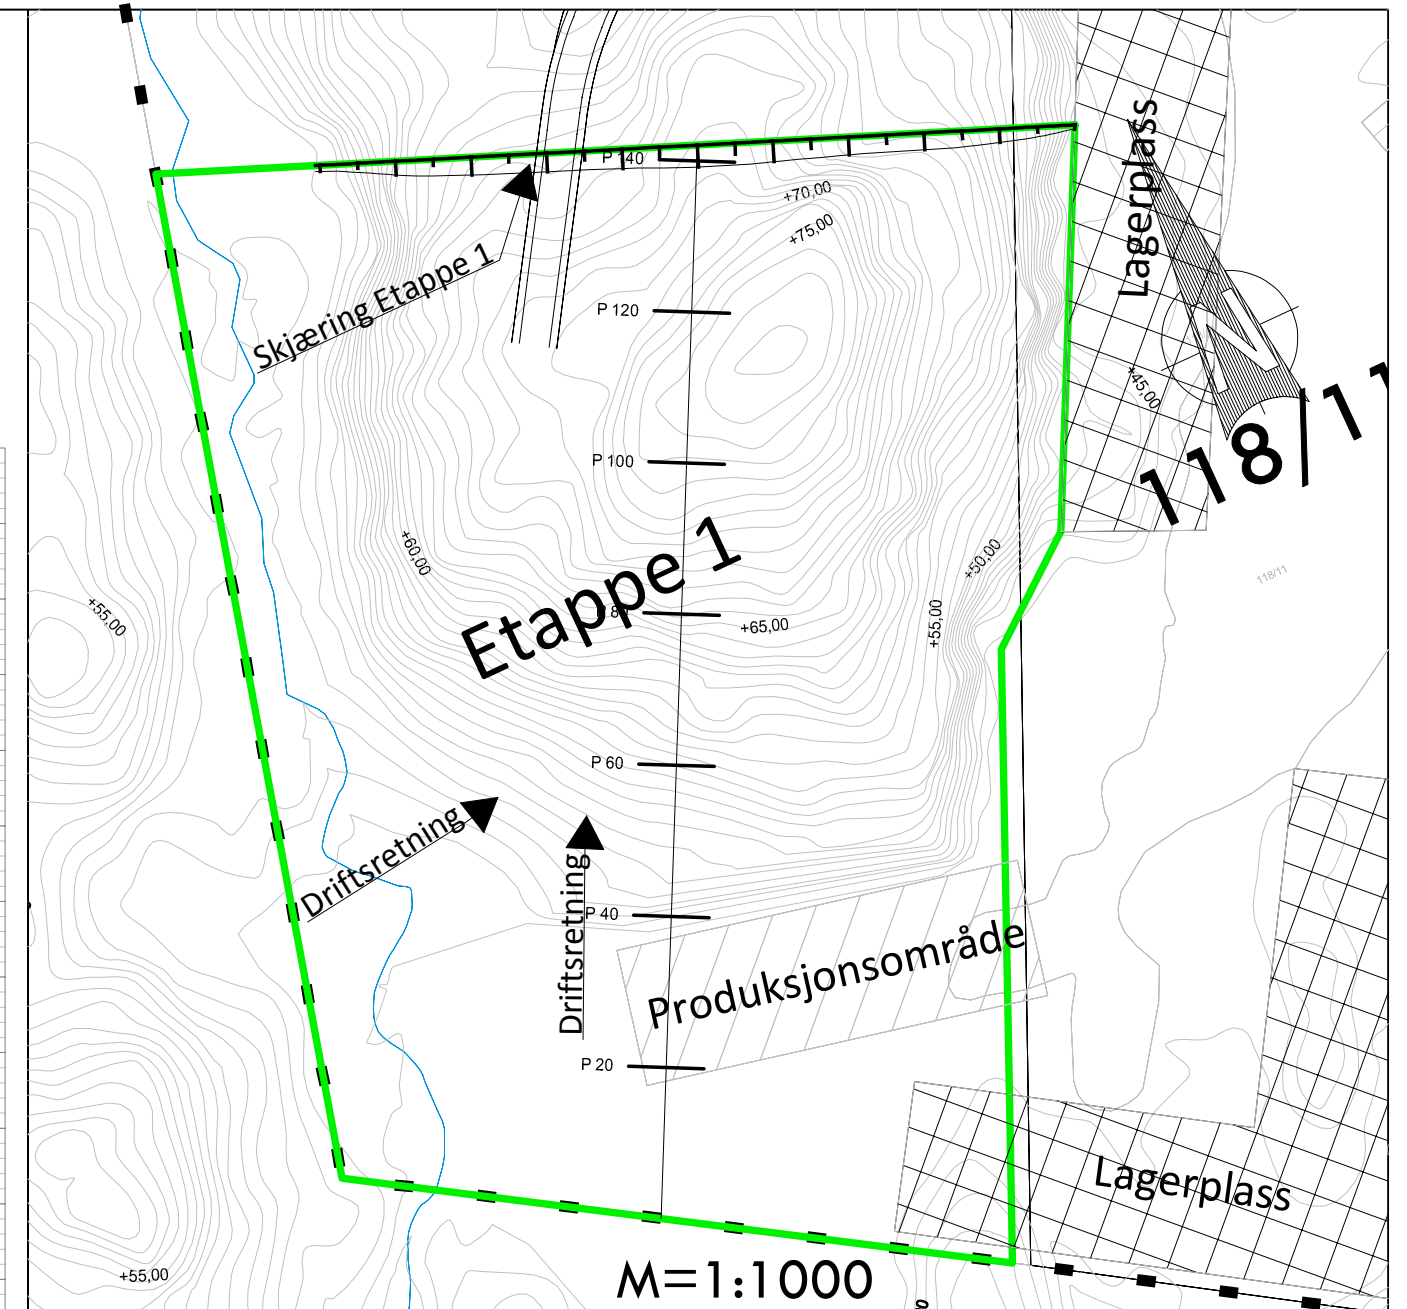 Lagerplass
P 140
+70,00
+75,00
Skjæring Etappe 1
N
P 120
+45,00
118/11
P 100
+60,00
Etappe 1
+50,00
118/11
+55,00
P 80
+65,00
+55,00
P 60
Driftsretning
Driftsretning
P 40
Produksjonsområde
P 20
Lagerplass
+55,00
M=1:1000